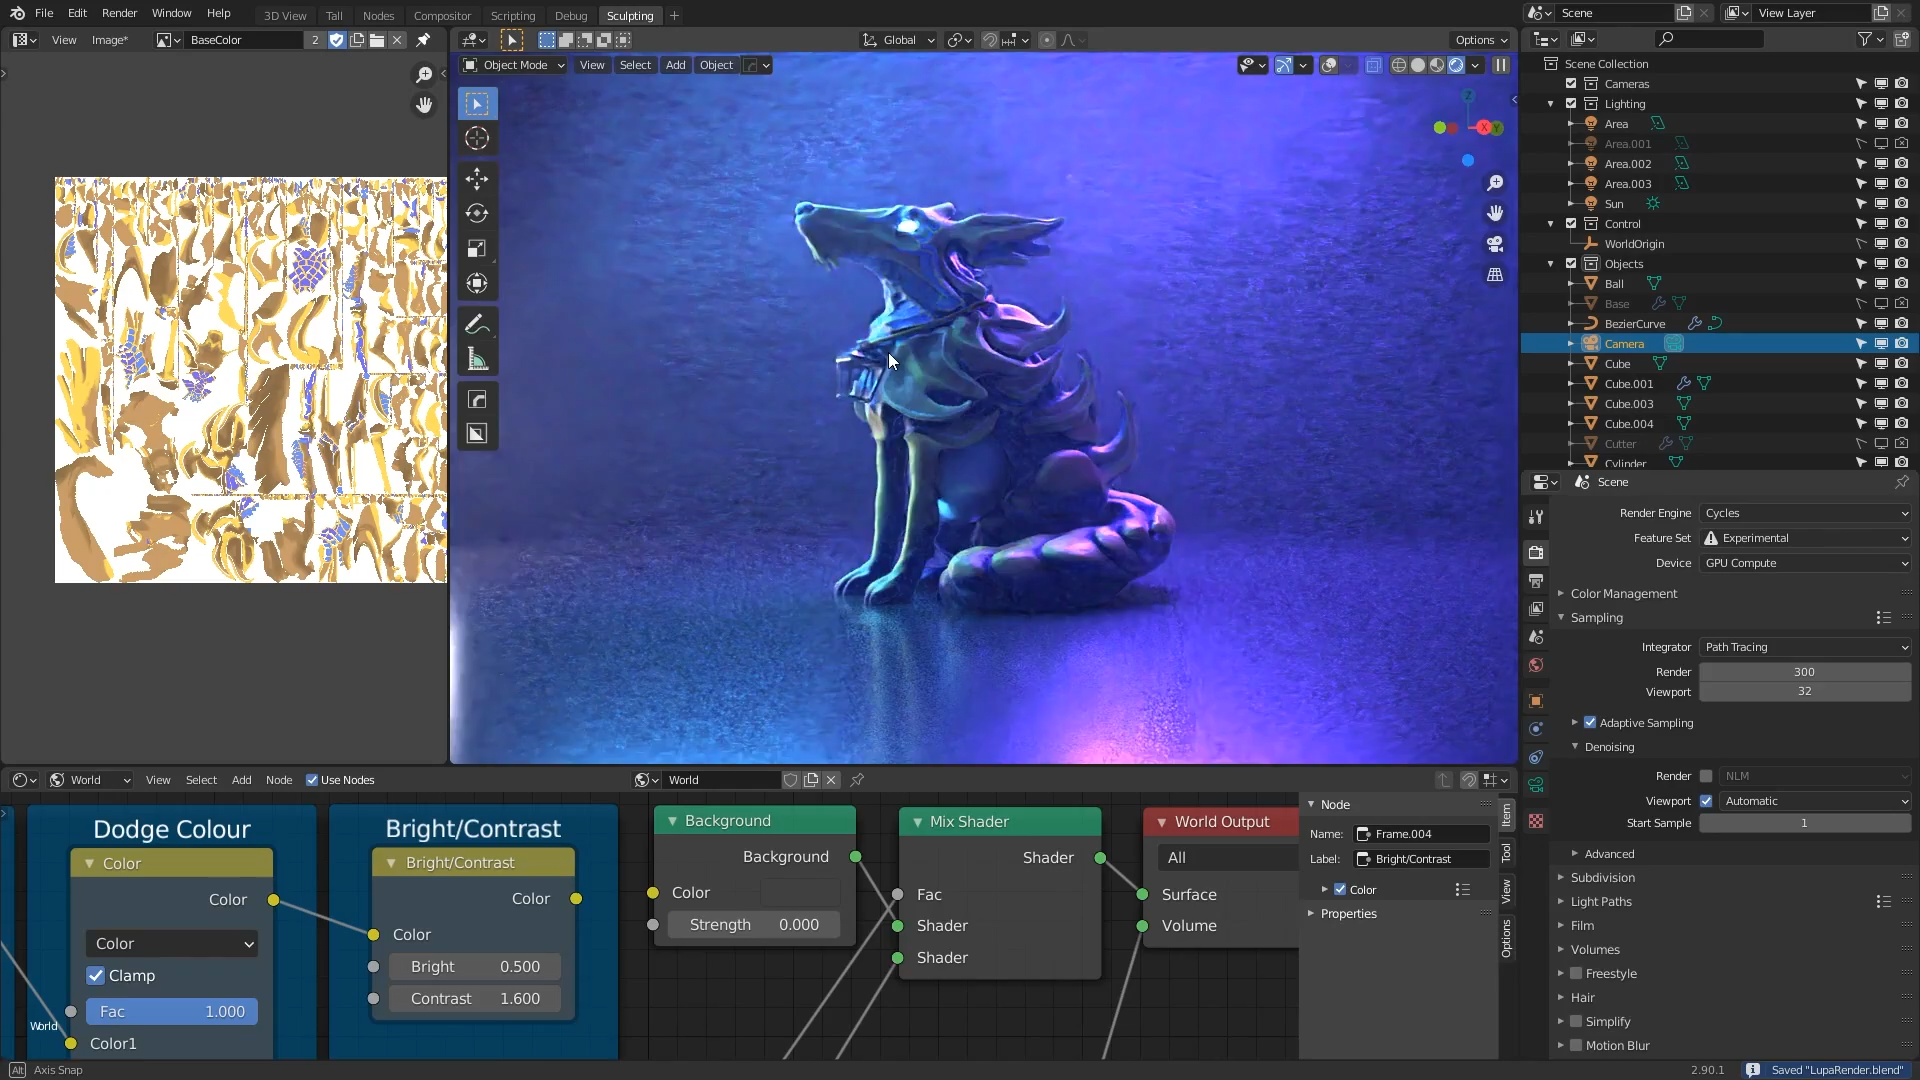 File Edit Render Window Help 3D View Tall Nodes Compositor Scripting Debug Sculpting + Scene View Layer
View Image* BaseColor 2 Global Options
Object Mode View Select Add Object
Z
X Y
Scene Collection
Cameras
Lighting
Area
Area.001
Area.002
Area.003
Sun
Control
WorldOrigin
Objects
Ball
Base
BezierCurve
Camera
Cube
Cube.001
Cube.003
Cube.004
Cutter
Cylinder
Scene
Render Engine Cycles
Feature Set Experimental
Device GPU Compute
Color Management
Sampling
Integrator Path Tracing
Render 300
Viewport 32
Adaptive Sampling
Denoising
Render NLM
Viewport Automatic
Start Sample 1
Advanced
Subdivision
Light Paths
Film
Volumes
Freestyle
Hair
Simplify
Motion Blur
World View Select Add Node Use Nodes World
Dodge Colour
Color
Color
Color
Clamp
Fac 1.000
Color1
World
Bright/Contrast
Bright/Contrast
Color
Color
Bright 0.500
Contrast 1.600
Background
Background
Color
Strength 0.000
Mix Shader
Shader
Fac
Shader
Shader
World Output
All
Surface
Volume
Node
Name: Frame.004
Label: Bright/Contrast
Color
Properties
Item
Tool
View
Options
Alt Axis Snap 2.90.1 Saved "LupaRender.blend"